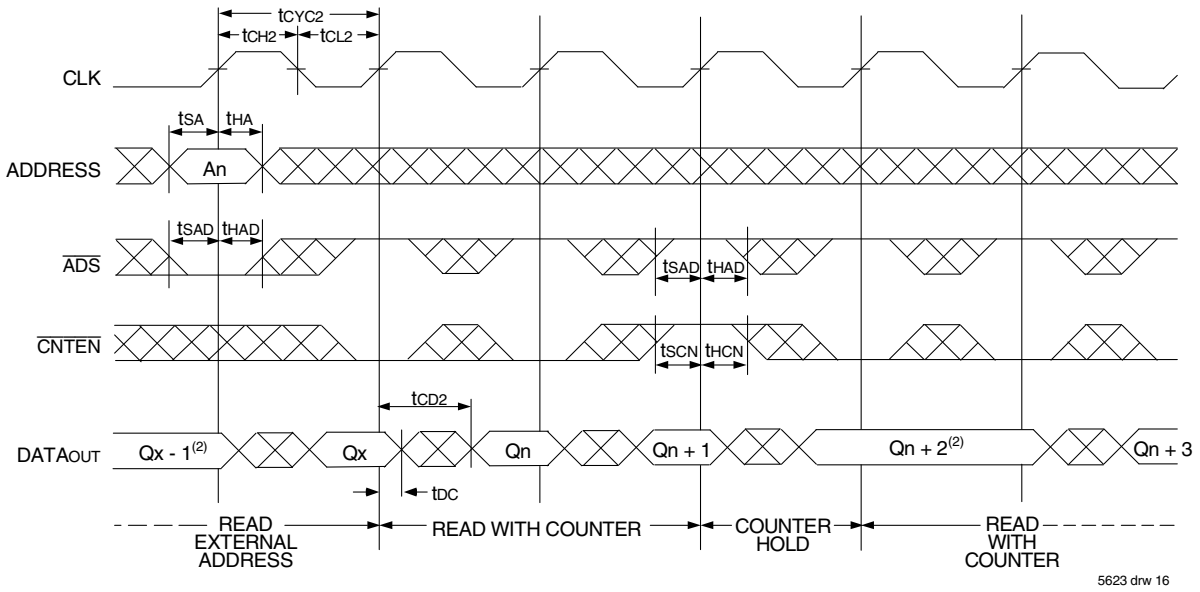 tCYC2
tCH2 tCL2
CLK
tSA tHA
ADDRESS An
tSAD tHAD
ADS
tSAD tHAD
CNTEN
tSCN tHCN
tCD2
DATAOUT Qx - 1(2) Qx Qn Qn + 1 Qn + 2(2) Qn + 3
tDC
READ EXTERNAL ADDRESS
READ WITH COUNTER
COUNTER HOLD
READ WITH COUNTER
5623 drw 16